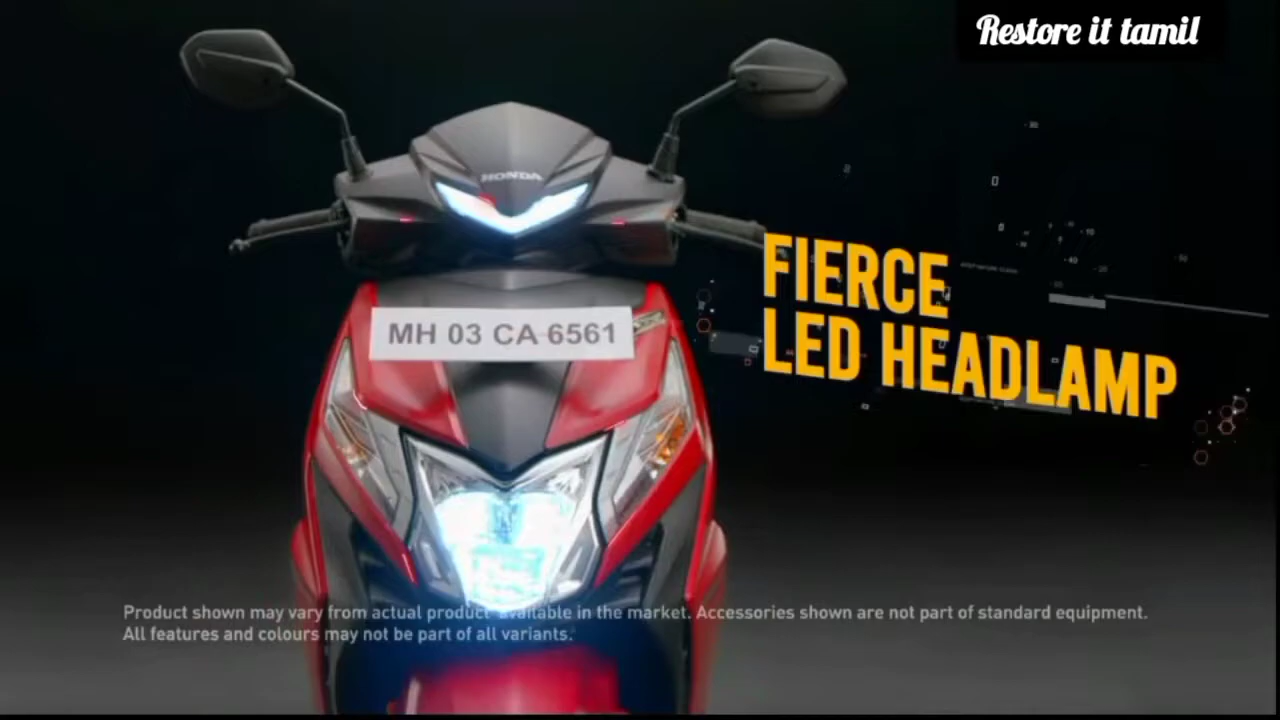 Restore it tamil
HONDA
FIERCE
LED HEADLAMP
MH 03 CA 6561
Product shown may vary from actual product available in the market. Accessories shown are not part of standard equipment.
All features and colours may not be part of all variants.